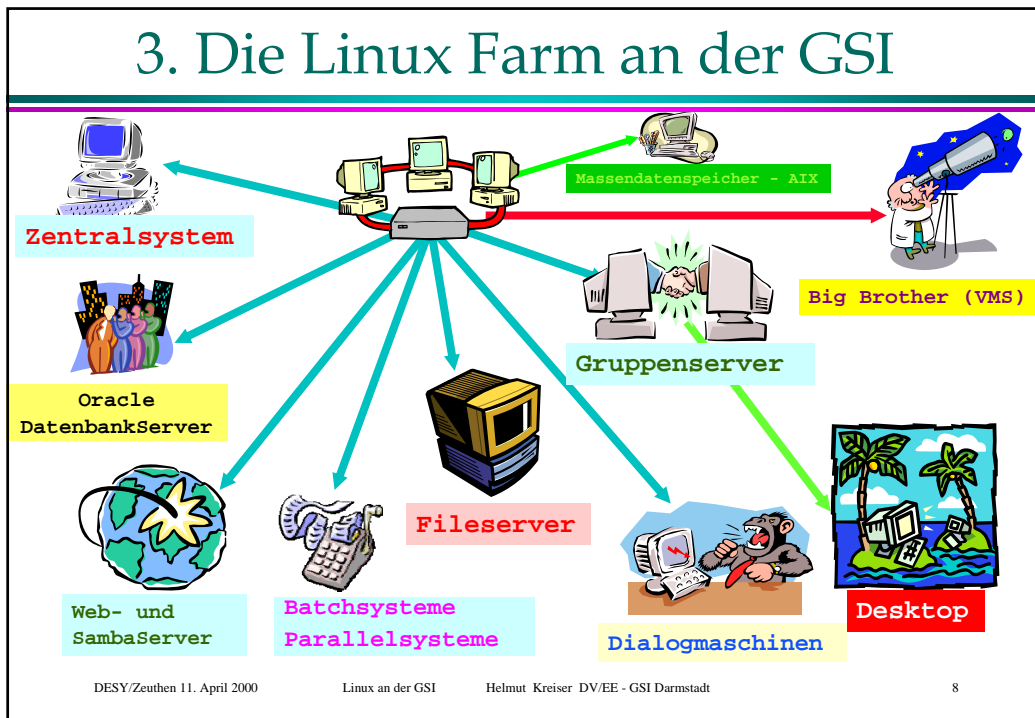 3. Die Linux Farm an der GSI
Massendatenspeicher - AIX
Zentralsystem
Big Brother (VMS)
Gruppenserver
Oracle
DatenbankServer
Fileserver
Web- und
SambaServer
Batchsysteme
Parallelsysteme
Dialogmaschinen
Desktop
DESY/Zeuthen 11. April 2000 Linux an der GSI Helmut Kreiser DV/EE - GSI Darmstadt 8